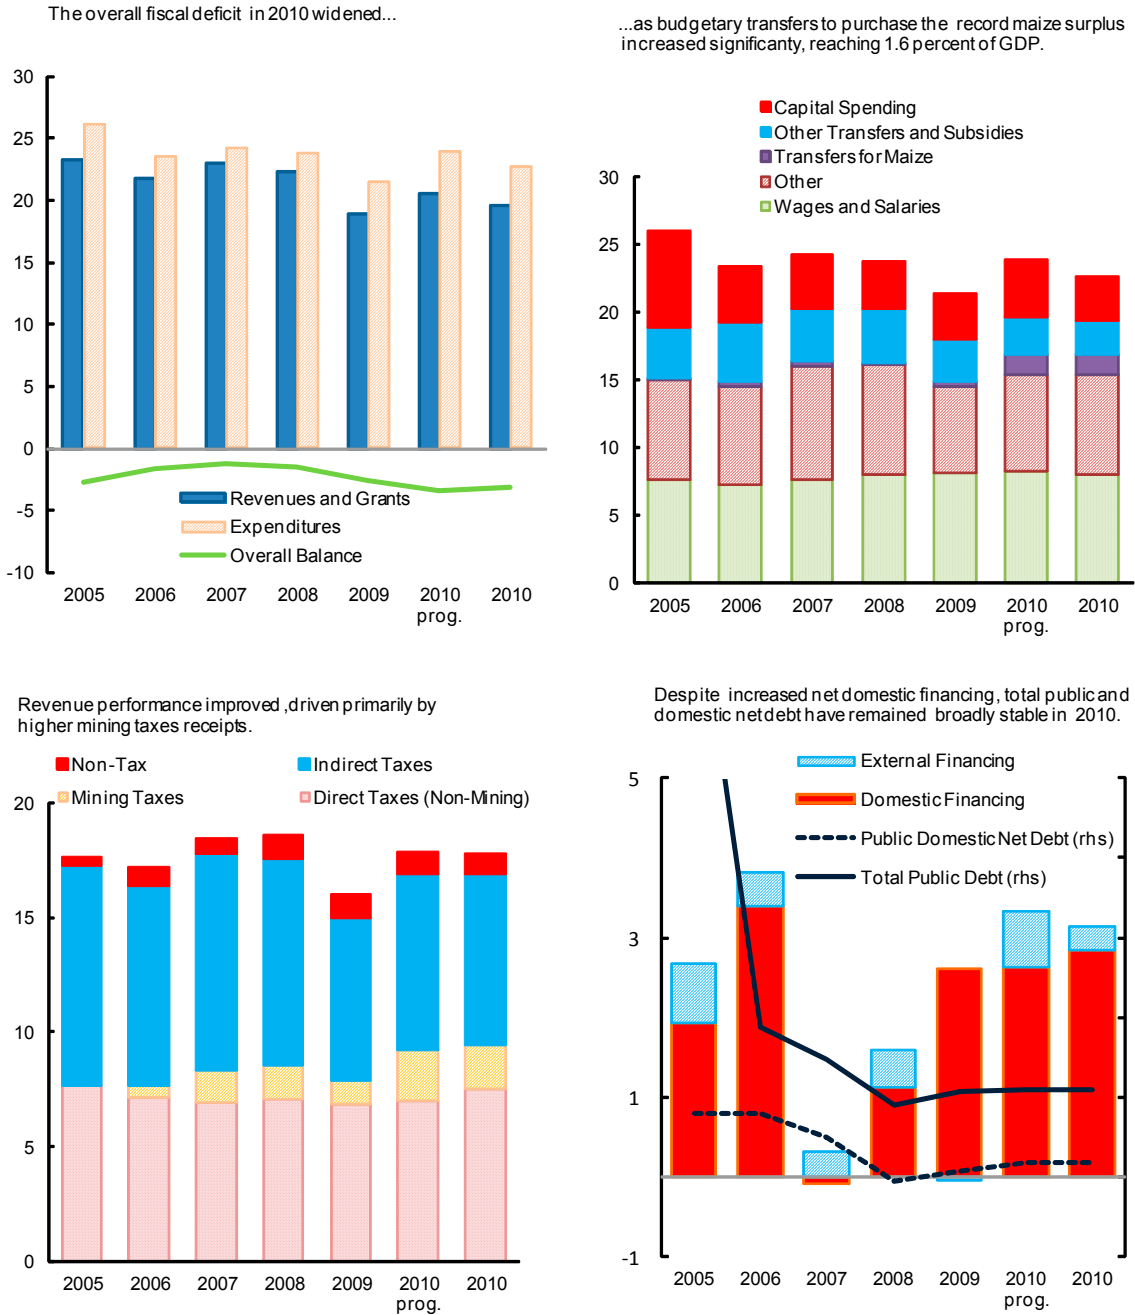 The overall fiscal deficit in 2010 widened...
30
25
20
15
10
5
0
-5
-10
Revenues and Grants
Expenditures
Overall Balance
2005 2006 2007 2008 2009 2010 2010
prog.
...as budgetary transfers to purchase the record maize surplus
increased significanty, reaching 1.6 percent of GDP.
Capital Spending
Other Transfers and Subsidies
Transfers for Maize
Other
Wages and Salaries
30
25
20
15
10
5
0
2005 2006 2007 2008 2009 2010 2010
prog.
Revenue performance improved ,driven primarily by
higher mining taxes receipts.
Non-Tax Indirect Taxes
Mining Taxes Direct Taxes (Non-Mining)
20
15
10
5
0
2005 2006 2007 2008 2009 2010 2010
prog.
Despite increased net domestic financing, total public and
domestic net debt have remained broadly stable in 2010.
External Financing
Domestic Financing
Public Domestic Net Debt (rhs)
Total Public Debt (rhs)
5
3
1
-1
2005 2006 2007 2008 2009 2010 2010
prog.